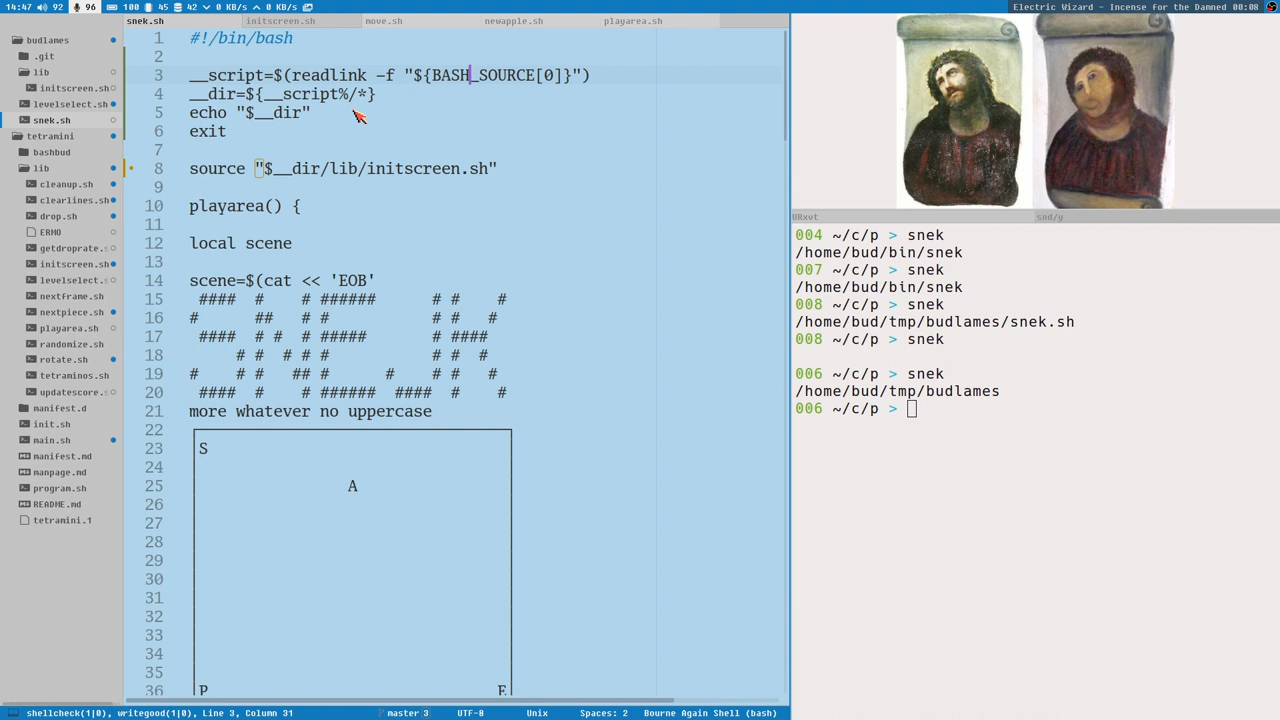 14:47 92 96 100 45 42 0 KB/s 0 KB/s
Electric Wizard - Incense for the Damned 00:08
snek.sh initscreen.sh move.sh newapple.sh playarea.sh
budlames
.git
lib
initscreen.sh
levelselect.sh
snek.sh
tetramini
bashbud
lib
cleanup.sh
clearlines.sh
drop.sh
ERMO
getdroprate.s
initscreen.sh
levelselect.sh
nextframe.sh
nextpiece.sh
playarea.sh
randomize.sh
rotate.sh
tetraminos.sh
updatescore.s
manifest.d
init.sh
main.sh
manifest.md
manpage.md
program.sh
README.md
tetramini.1
1 #!/bin/bash
2
3 __script=$(readlink -f "${BASH_SOURCE[0]}")
4 __dir=${__script%/*}
5 echo "$__dir"
6 exit
7
8 source "$__dir/lib/initscreen.sh"
9
10 playarea() {
11
12 local scene
13
14 scene=$(cat << 'EOB'
15  ####  #    # ######      # #    #
16 #      ##   # #           # #   #
17  ####  # #  # #####       # ####
18      # #  # # #           # #  #
19 #    # #   ## #      #    # #   #
20  ####  #    # ######  ####  #    #
21 more whatever no uppercase
22
23 S
24
25 A
26
27
28
29
30
31
32
33
34
35
36 P E
URxvt snd/y
004 ~/c/p > snek
/home/bud/bin/snek
007 ~/c/p > snek
/home/bud/bin/snek
008 ~/c/p > snek
/home/bud/tmp/budlames/snek.sh
008 ~/c/p > snek
006 ~/c/p > snek
/home/bud/tmp/budlames
006 ~/c/p >
shellcheck(1|0), writegood(1|0), Line 3, Column 31 master 3 UTF-8 Unix Spaces: 2 Bourne Again Shell (bash)